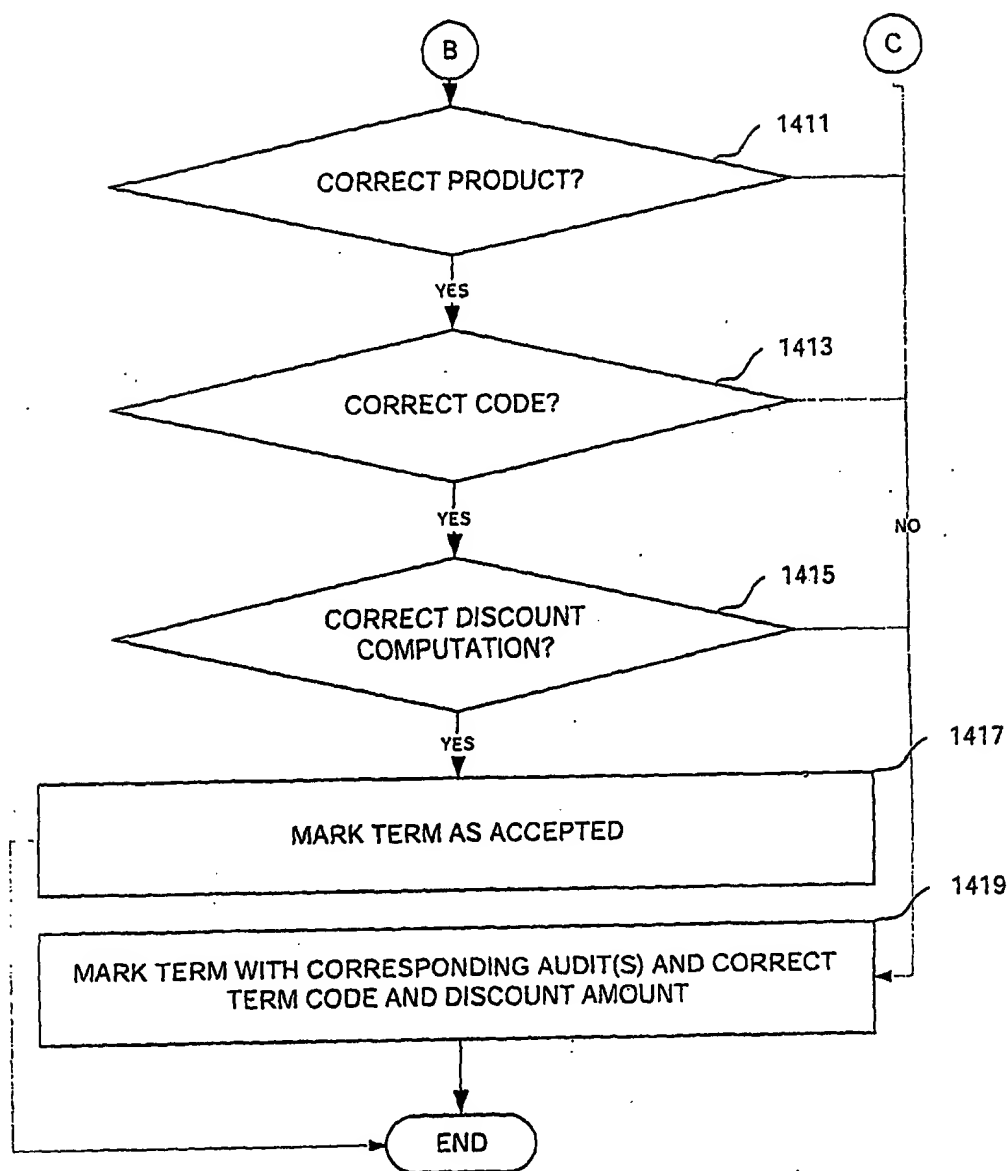 B
C
1411
CORRECT PRODUCT?
YES
1413
CORRECT CODE?
YES
NO
1415
CORRECT DISCOUNT
COMPUTATION?
YES
1417
MARK TERM AS ACCEPTED
1419
MARK TERM WITH CORRESPONDING AUDIT(S) AND CORRECT
TERM CODE AND DISCOUNT AMOUNT
END